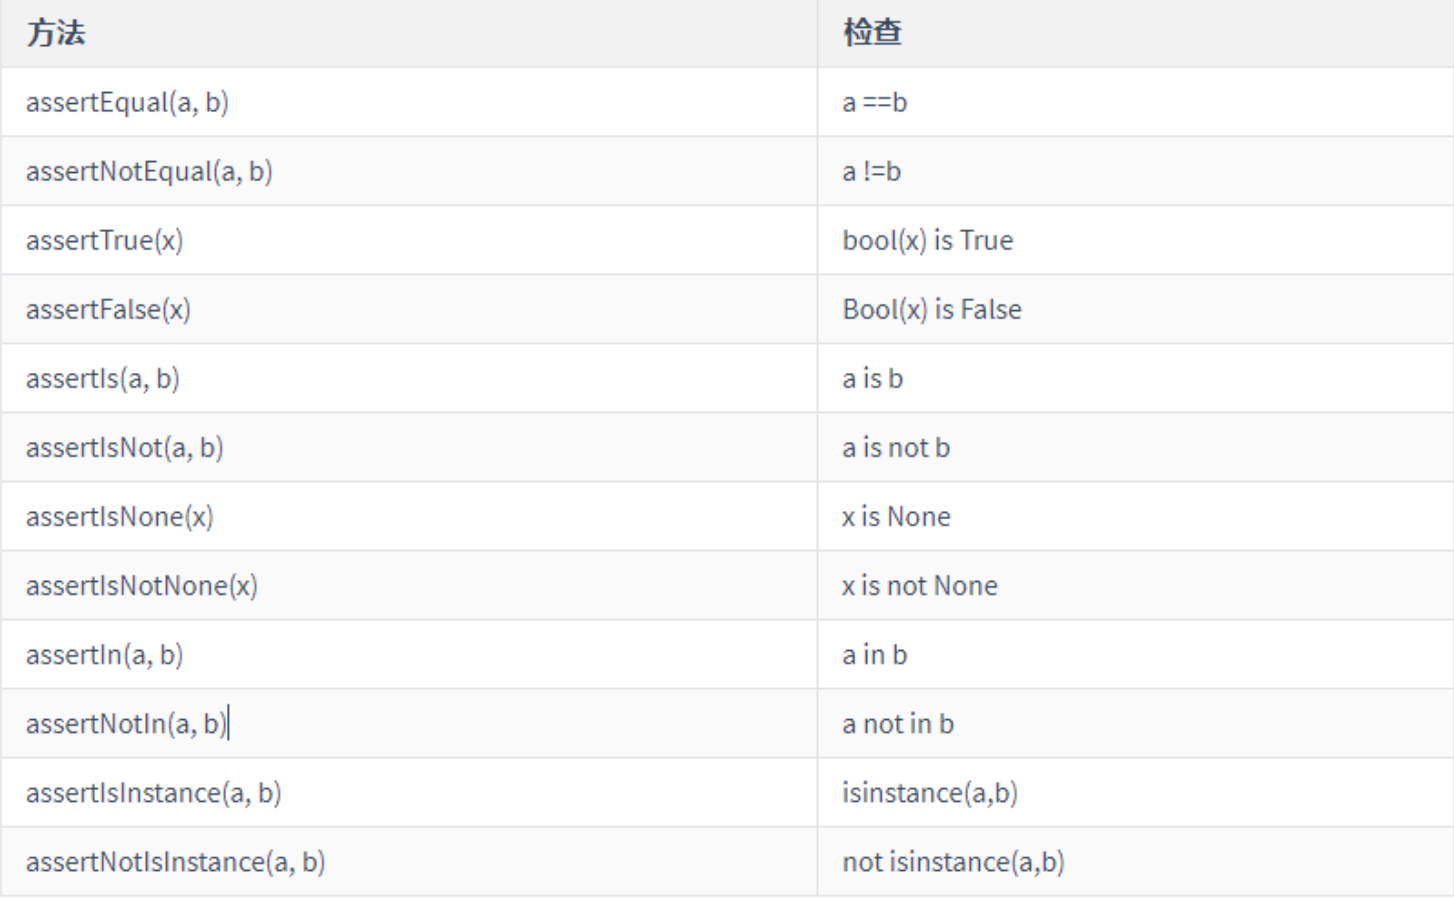 方法 检查
assertEqual(a, b) a ==b
assertNotEqual(a, b) a !=b
assertTrue(x) bool(x) is True
assertFalse(x) Bool(x) is False
assertIs(a, b) a is b
assertIsNot(a, b) a is not b
assertIsNone(x) x is None
assertIsNotNone(x) x is not None
assertIn(a, b) a in b
assertNotIn(a, b) a not in b
assertIsInstance(a, b) isinstance(a,b)
assertNotIsInstance(a, b) not isinstance(a,b)